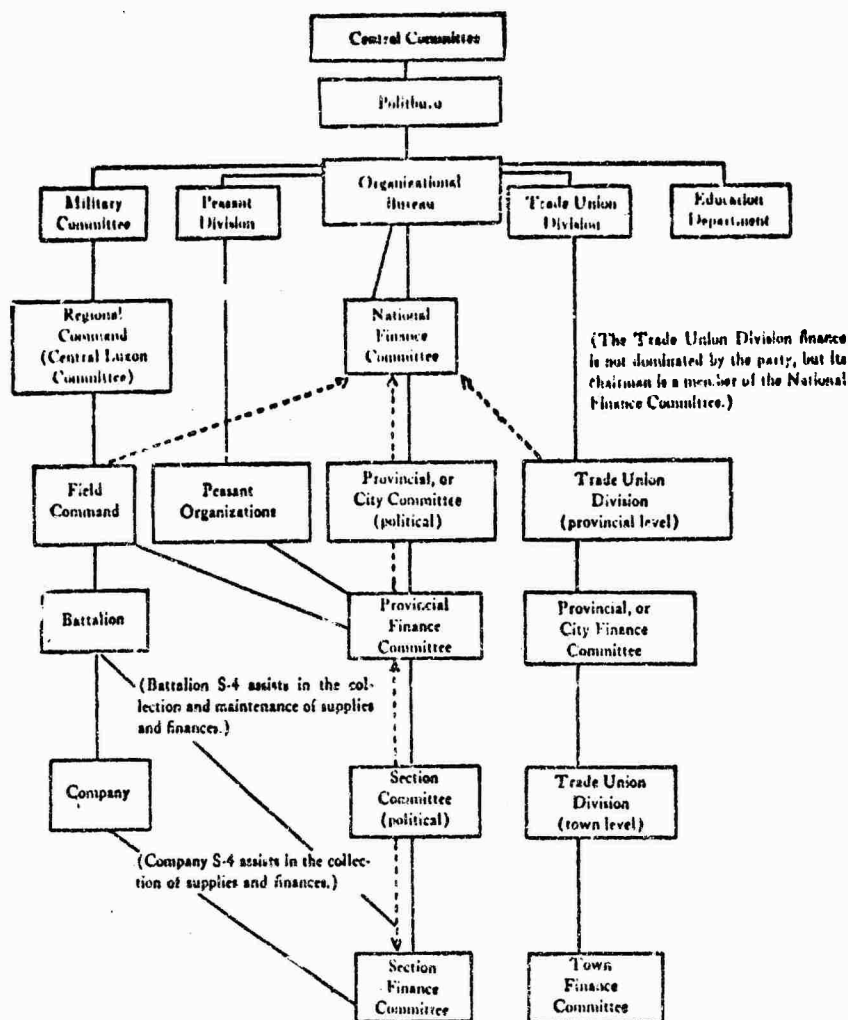 Central Committee
Politburo
Organizational
Bureau
Military
Committee
Peasant
Division
Trade Union
Division
Education
Department
Regional
Command
(Central Luzon
Committee)
National
Finance
Committee
(The Trade Union Division finance
is not dominated by the party, but its
chairman is a member of the National
Finance Committee.)
Field
Command
Peasant
Organizations
Provincial, or
City Committee
(political)
Trade Union
Division
(provincial level)
Battalion
Provincial
Finance
Committee
Provincial, or
City Finance
Committee
(Battalion S-4 assists in the col-
lection and maintenance of supplies
and finances.)
Company
Section
Committee
(political)
Trade Union
Division
(town level)
(Company S-4 assists in the collec-
tion of supplies and finances.)
Section
Finance
Committee
Town
Finance
Committee